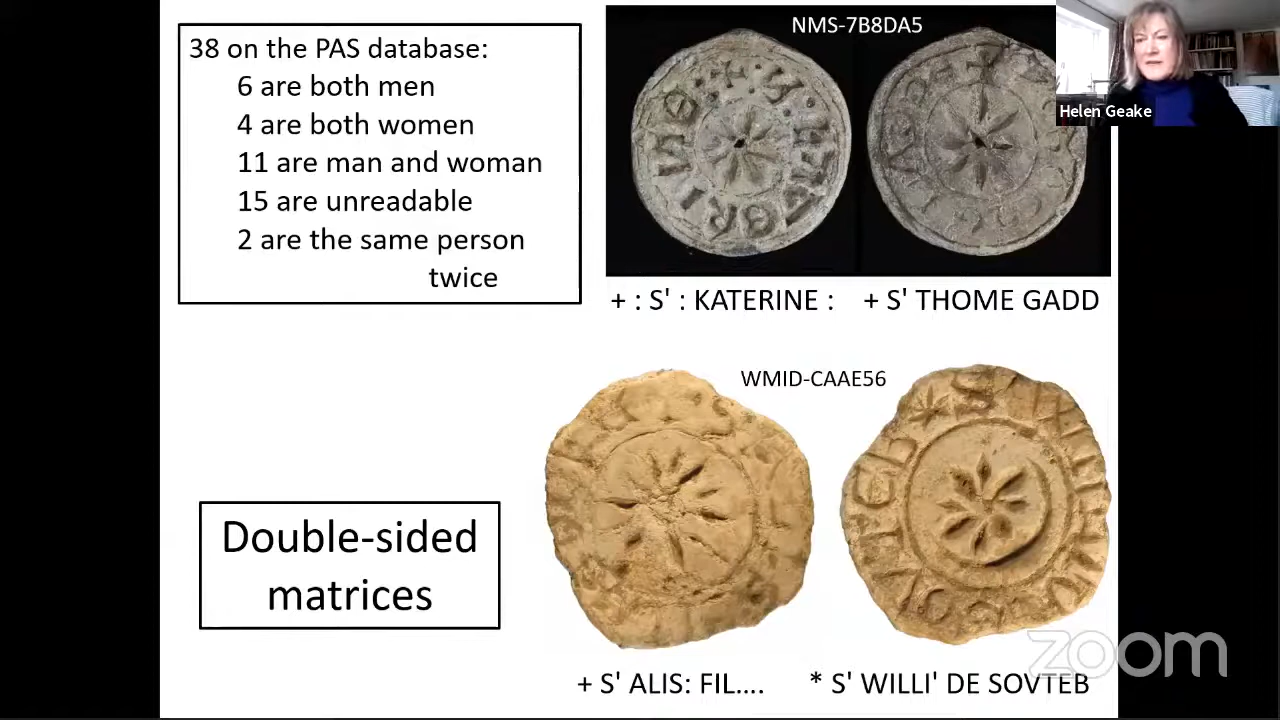 38 on the PAS database:
6 are both men
4 are both women
11 are man and woman
15 are unreadable
2 are the same person
twice
NMS-7B8DA5
Helen Geake
+ : S' : KATERINE :
+ S' THOME GADD
WMID-CAAE56
Double-sided
matrices
+ S' ALIS: FIL....
* S' WILLI' DE SOVTEB
zoom